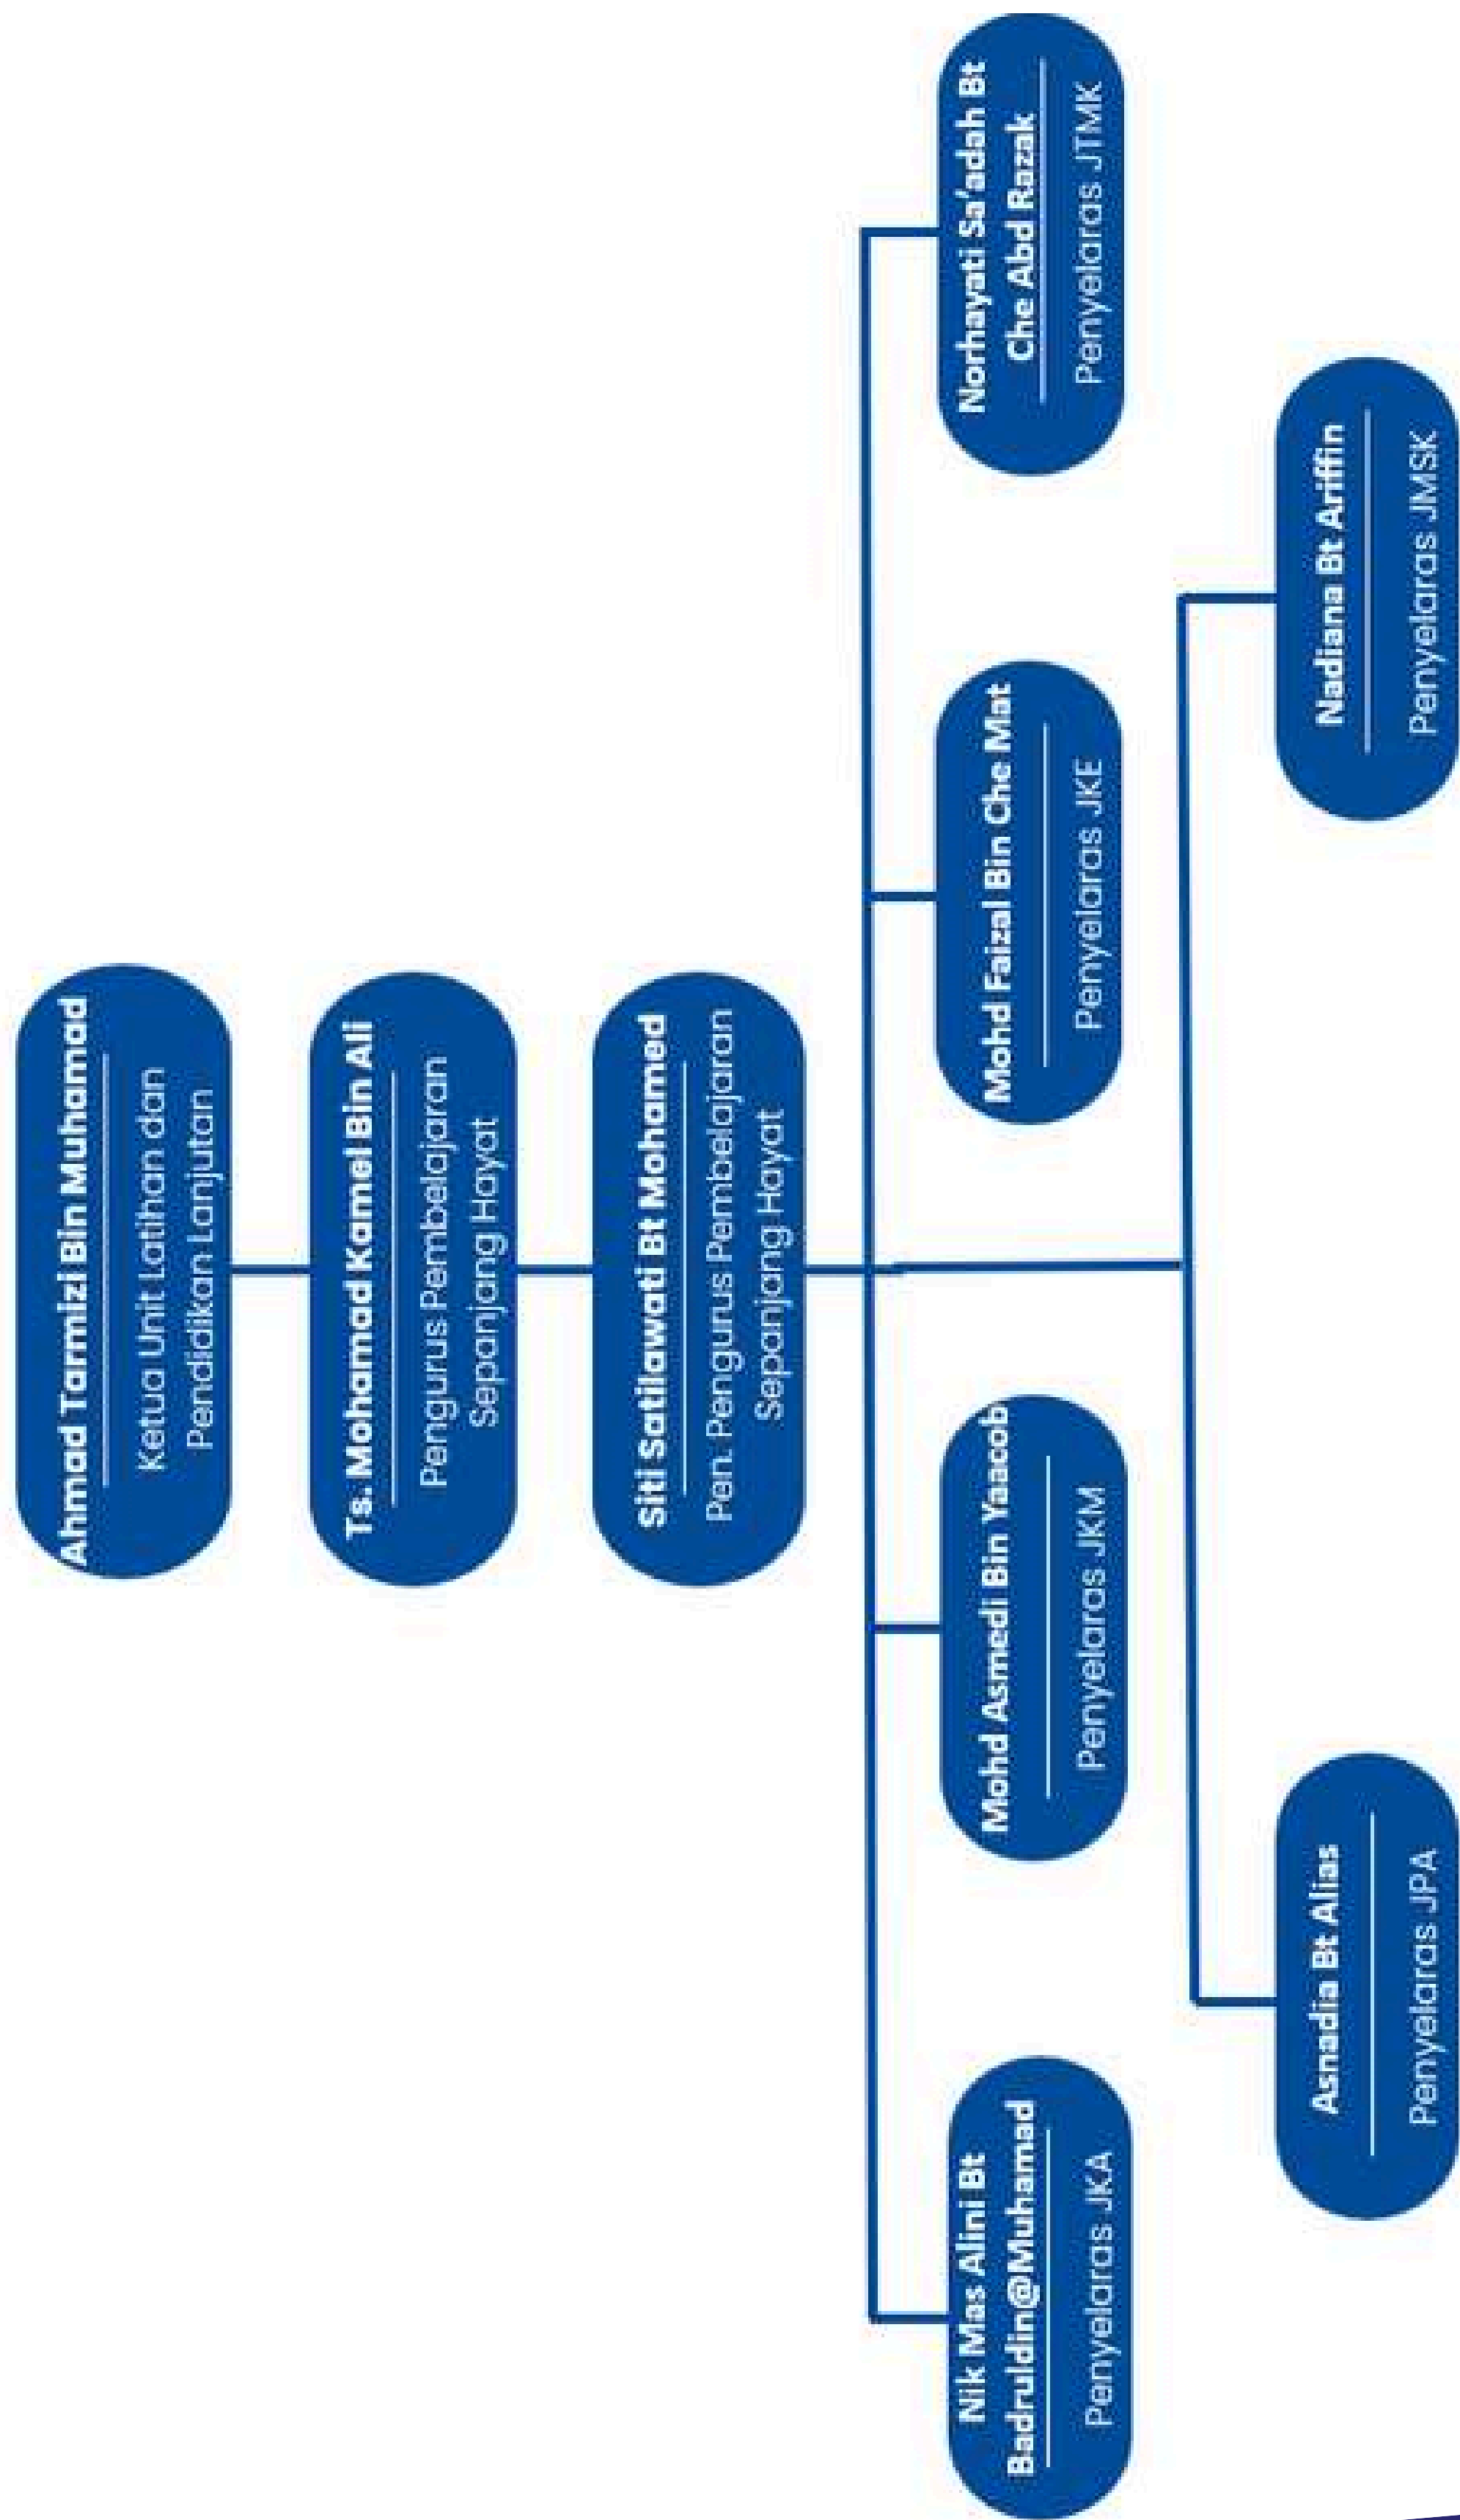 Ahmad Tarmizi Bin Muhamad
Ketua Unit Latihan dan
Pendidikan Lanjutan
Ts. Mohamad Kamel Bin Ali
Pengurus Pembelajaran
Sepanjang Hayat
Siti Satilawati Bt Mohamed
Pen. Pengurus Pembelajaran
Sepanjang Hayat
Nik Mas Alini Bt
Badruldin@Muhamad
Penyelaras JKA
Mohd Asmedi Bin Yaacob
Penyelaras JKM
Mohd Faizal Bin Che Mat
Penyelaras JKE
Norhayati Sa'adah Bt
Che Abd Razak
Penyelaras JTMK
Asnadia Bt Alias
Penyelaras JPA
Nadiana Bt Ariffin
Penyelaras JMSK